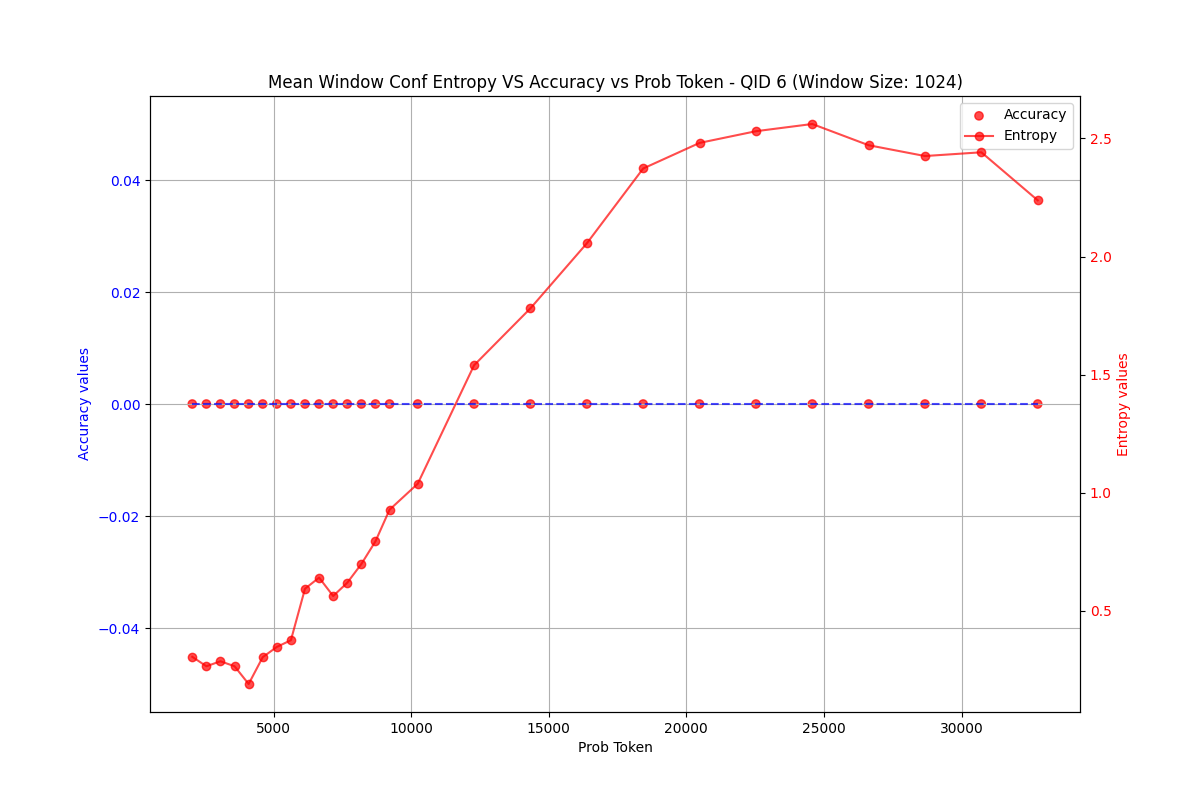 Mean Window Conf Entropy VS Accuracy vs Prob Token - QID 6 (Window Size: 1024)
Accuracy
Entropy
0.04
0.02
0.00
−0.02
−0.04
Accuracy values
2.5
2.0
1.5
1.0
0.5
Entropy values
5000 10000 15000 20000 25000 30000
Prob Token